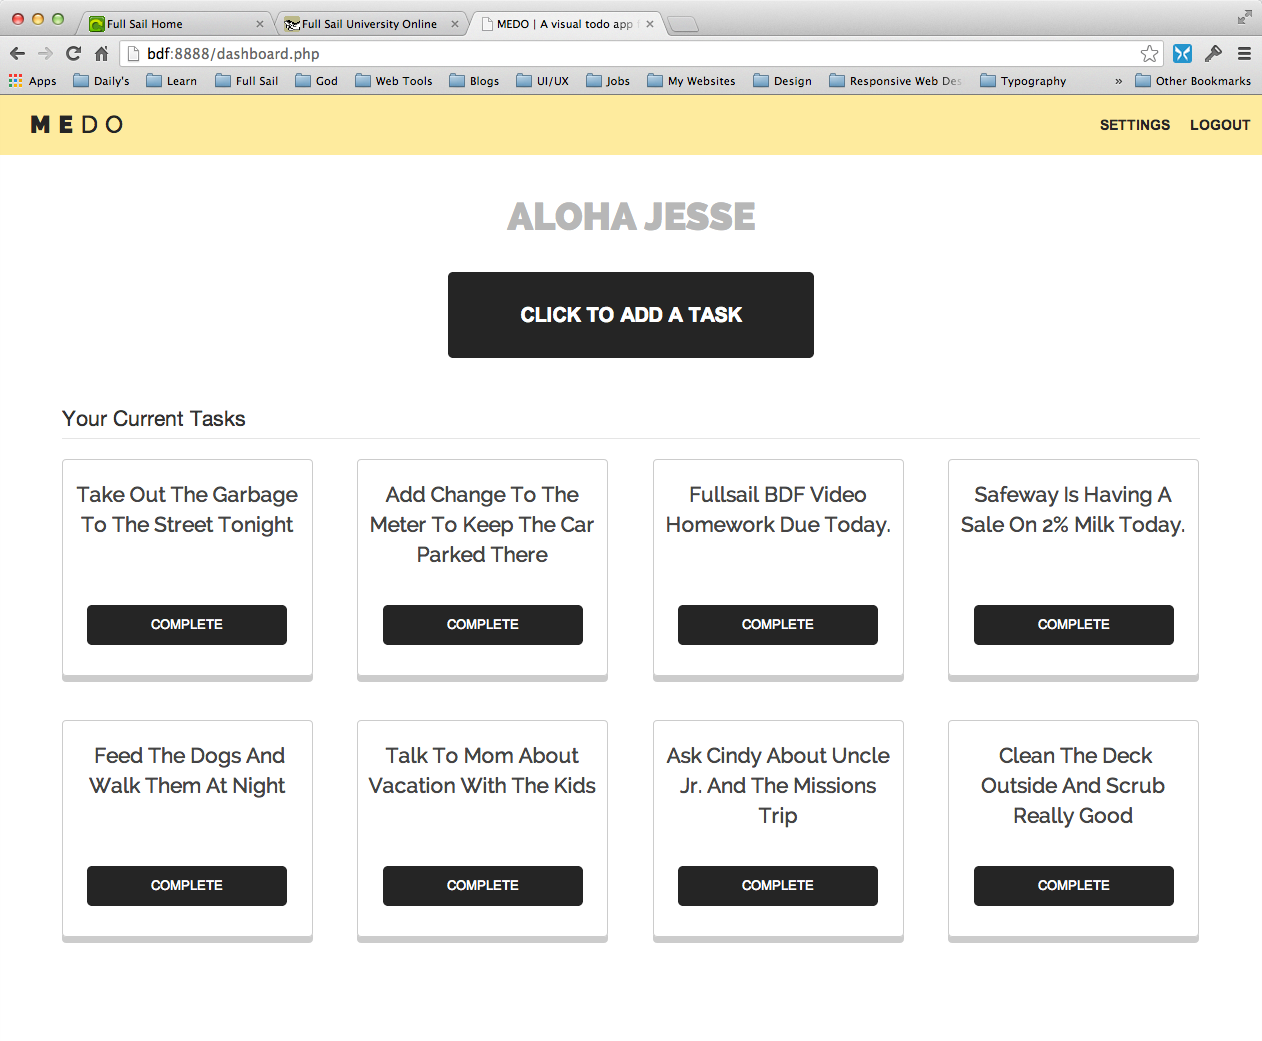 Full Sail Home
Full Sail University Online
MEDO | A visual todo app
bdf:8888/dashboard.php
Apps
Daily's
Learn
Full Sail
God
Web Tools
Blogs
UI/UX
Jobs
My Websites
Design
Responsive Web Des
Typography
»
Other Bookmarks
MEDO
SETTINGS
LOGOUT
ALOHA JESSE
CLICK TO ADD A TASK
Your Current Tasks
Take Out The Garbage
To The Street Tonight
COMPLETE
Add Change To The
Meter To Keep The Car
Parked There
COMPLETE
Fullsail BDF Video
Homework Due Today.
COMPLETE
Safeway Is Having A
Sale On 2% Milk Today.
COMPLETE
Feed The Dogs And
Walk Them At Night
COMPLETE
Talk To Mom About
Vacation With The Kids
COMPLETE
Ask Cindy About Uncle
Jr. And The Missions
Trip
COMPLETE
Clean The Deck
Outside And Scrub
Really Good
COMPLETE